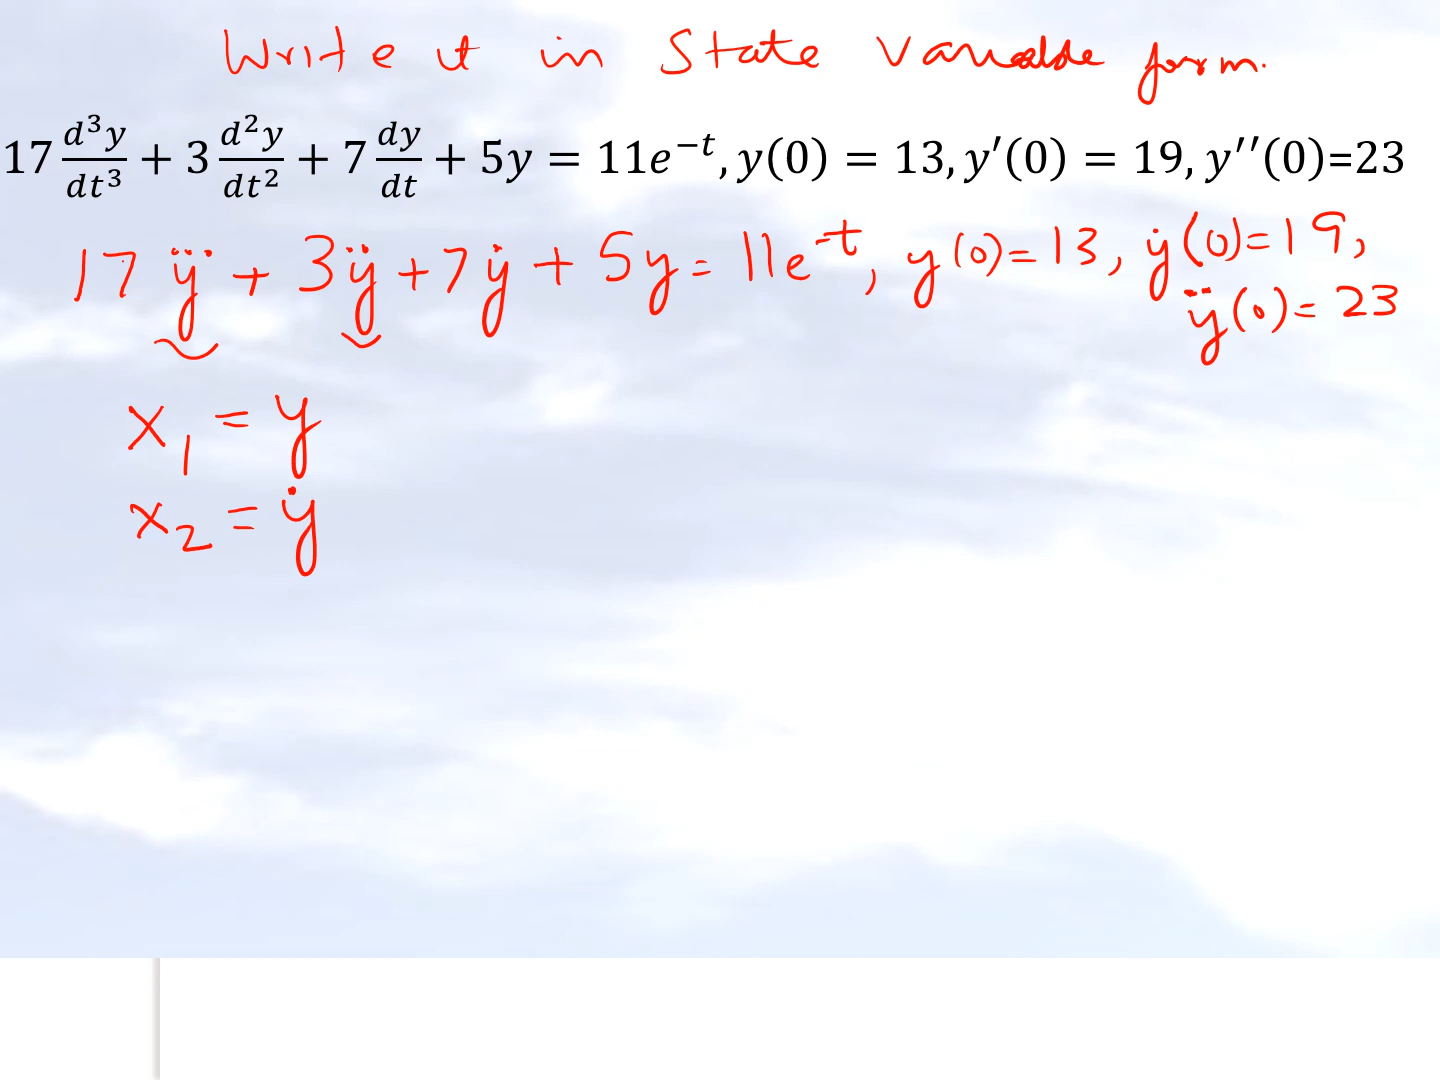 Write it in State Variable form.
17 d³y/dt³ + 3 d²y/dt² + 7 dy/dt + 5y = 11e⁻ᵗ, y(0) = 13, y′(0) = 19, y′′(0)=23
17 y⃛ + 3ÿ + 7ẏ + 5y = 11e⁻ᵗ, y(0) = 13, ẏ(0) = 19,
ÿ(0) = 23
x₁ = y
x₂ = ẏ